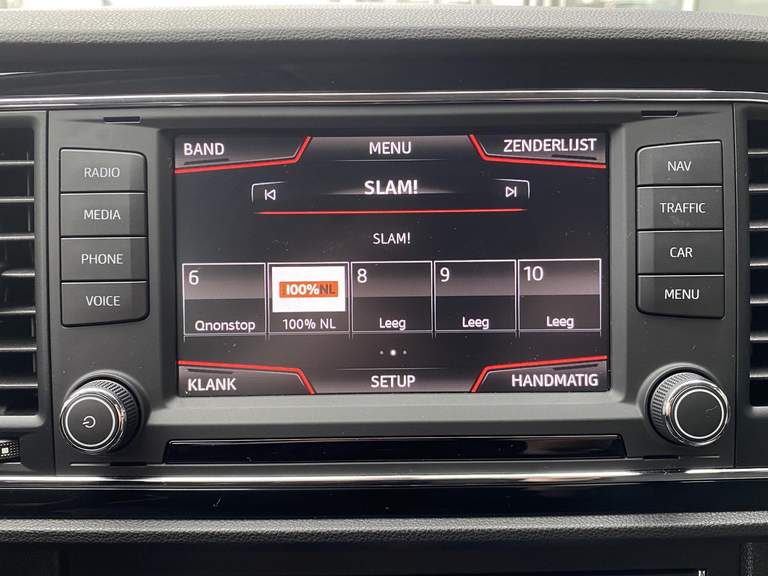 BAND MENU ZENDERLIJST
SLAM!
SLAM!
6 8 9 10
100%NL
Qnonstop 100% NL Leeg Leeg Leeg
KLANK SETUP HANDMATIG
RADIO
MEDIA
PHONE
VOICE
NAV
TRAFFIC
CAR
MENU